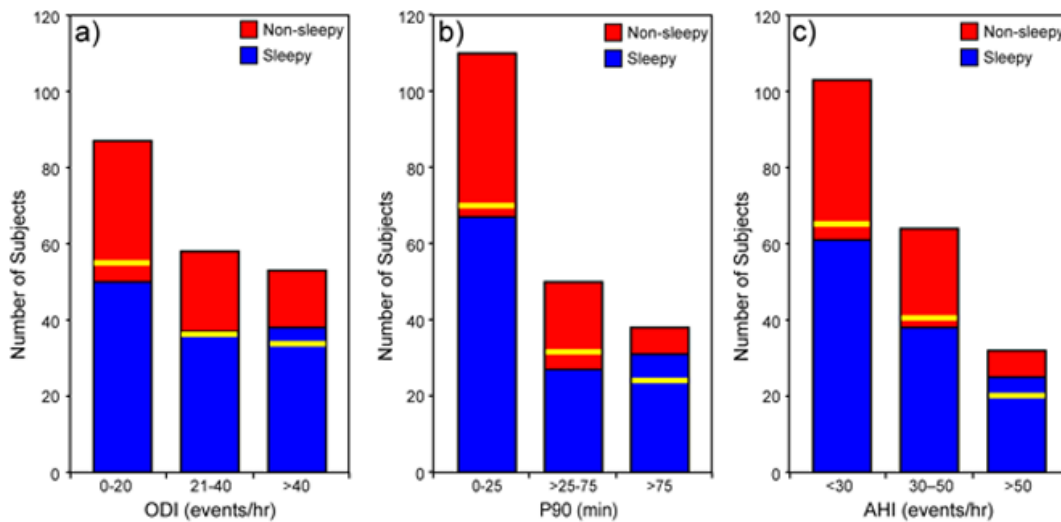 a)
Non-sleepy
Sleepy
120
100
80
60
40
20
0
Number of Subjects
0-20 21-40 >40
ODI (events/hr)
b)
Non-sleepy
Sleepy
120
100
80
60
40
20
0
Number of Subjects
0-25 >25-75 >75
P90 (min)
c)
Non-sleepy
Sleepy
120
100
80
60
40
20
0
Number of Subjects
<30 30–50 >50
AHI (events/hr)